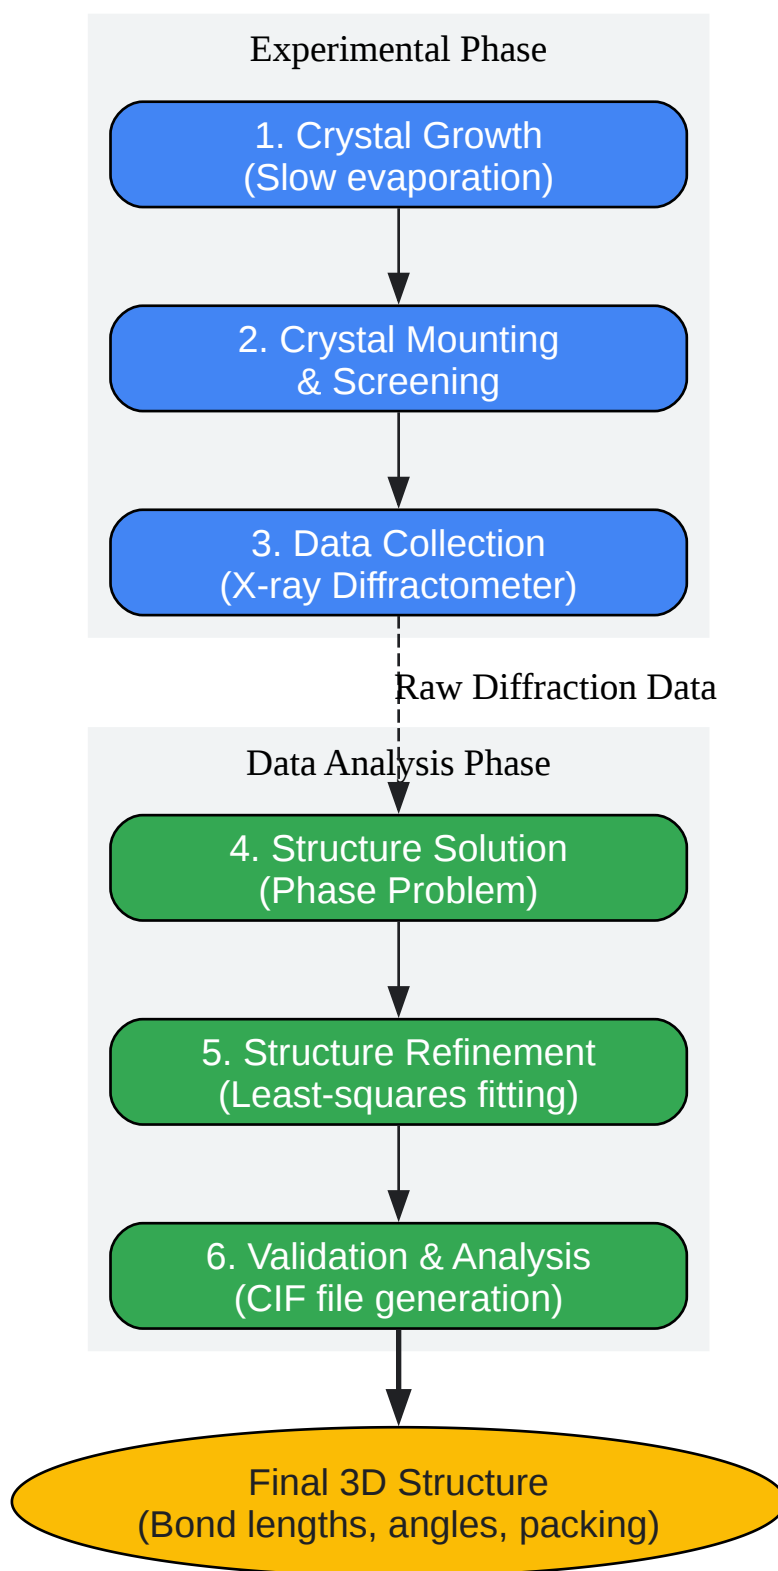 Experimental Phase
1. Crystal Growth
(Slow evaporation)
2. Crystal Mounting
& Screening
3. Data Collection
(X-ray Diffractometer)
Raw Diffraction Data
Data Analysis Phase
4. Structure Solution
(Phase Problem)
5. Structure Refinement
(Least-squares fitting)
6. Validation & Analysis
(CIF file generation)
Final 3D Structure
(Bond lengths, angles, packing)